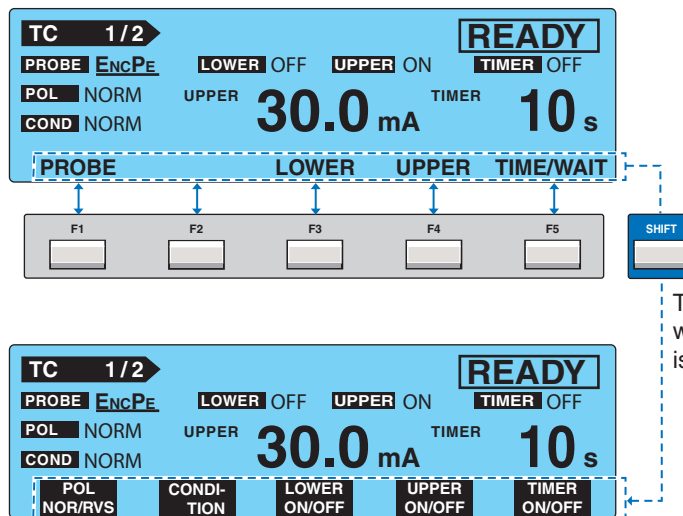 TC 1/2 READY
PROBE ENCPE LOWER OFF UPPER ON TIMER OFF
POL NORM UPPER 30.0 mA TIMER 10 s
COND NORM
PROBE LOWER UPPER TIME/WAIT
F1 F2 F3 F4 F5 SHIFT
TC 1/2 READY
PROBE ENCPE LOWER OFF UPPER ON TIMER OFF
POL NORM UPPER 30.0 mA TIMER 10 s
COND NORM
POL CONDI- LOWER UPPER TIMER
NOR/RVS TION ON/OFF ON/OFF ON/OFF